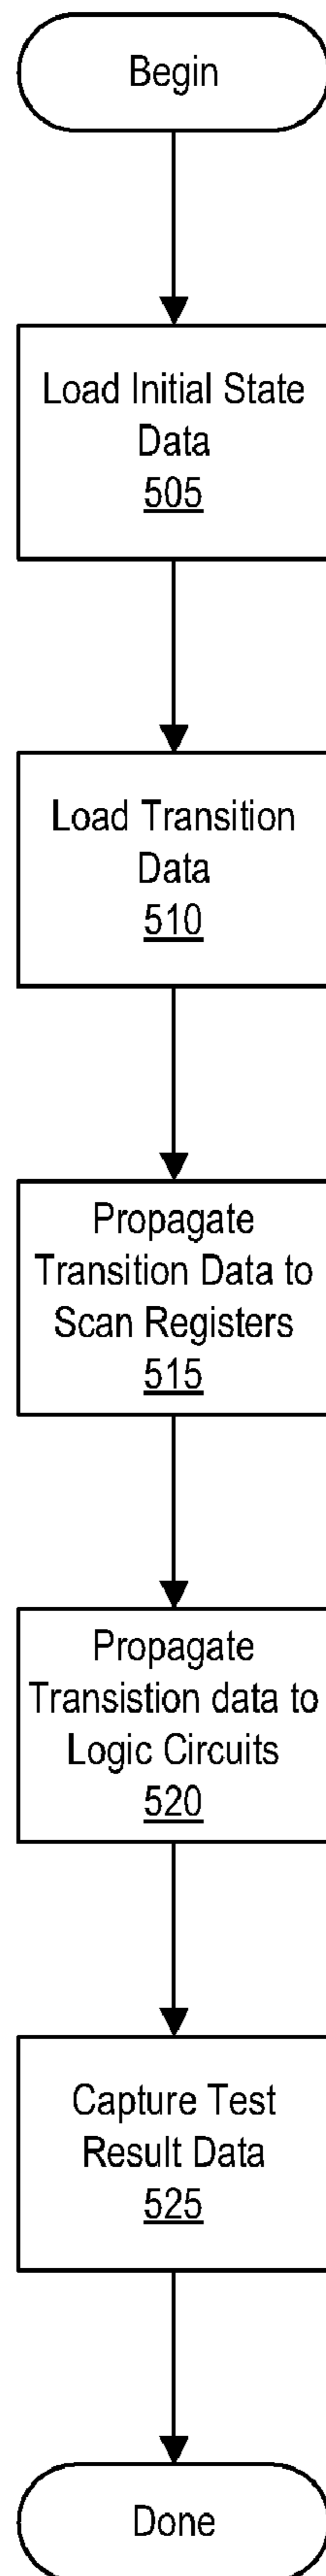 Begin
Load Initial State
Data
505
Load Transition
Data
510
Propagate
Transition Data to
Scan Registers
515
Propagate
Transistion data to
Logic Circuits
520
Capture Test
Result Data
525
Done